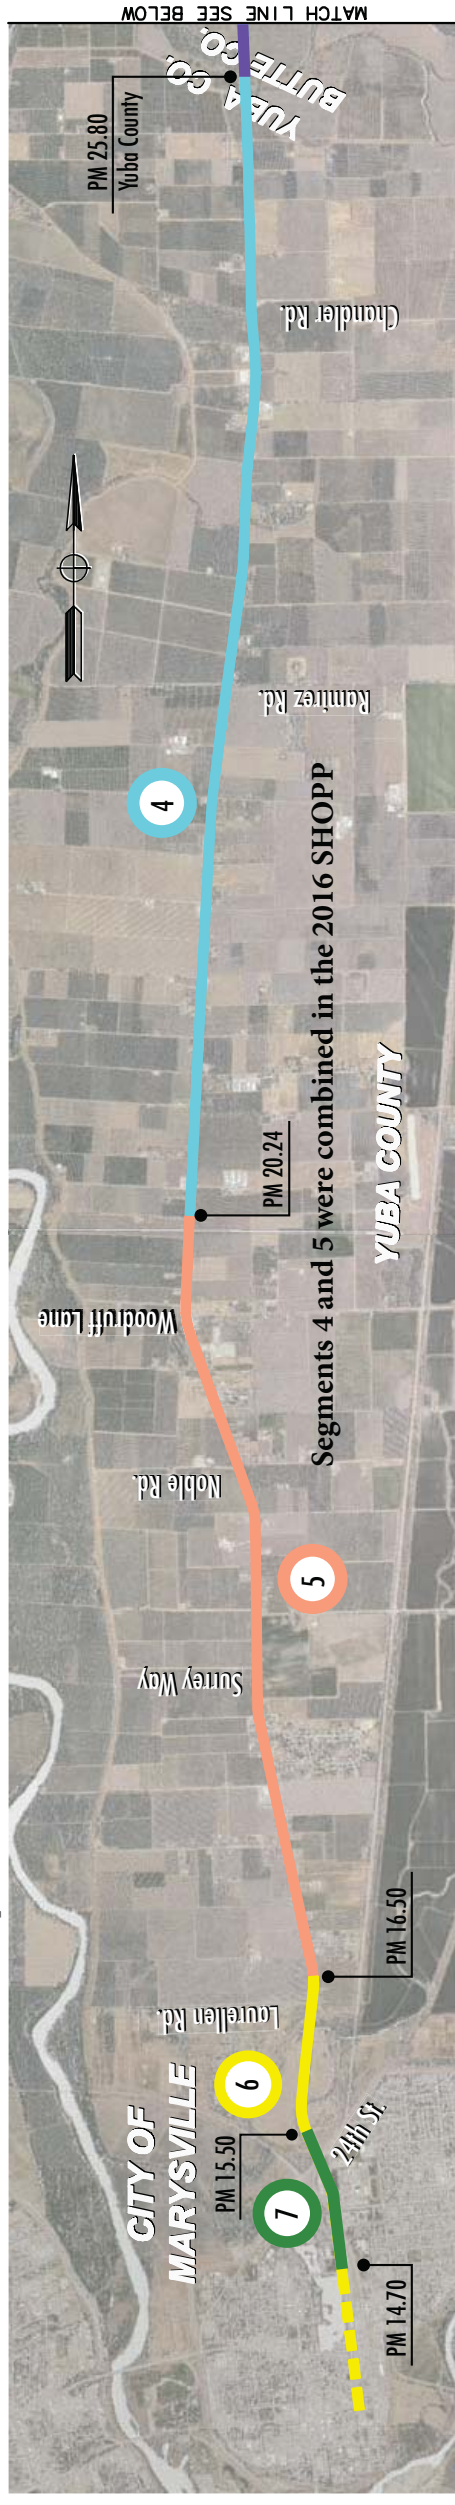 MATCH LINE SEE BELOW
BUTTE CO.
YUBA CO.
PM 25.80
Yuba County
Chandler Rd.
Ramirez Rd.
4
Segments 4 and 5 were combined in the 2016 SHOPP
PM 20.24
YUBA COUNTY
Woodruff Lane
Noble Rd.
5
Surrey Way
PM 16.50
Laurellen Rd.
6
CITY OF
MARYSVILLE
PM 15.50
24th St.
7
PM 14.70